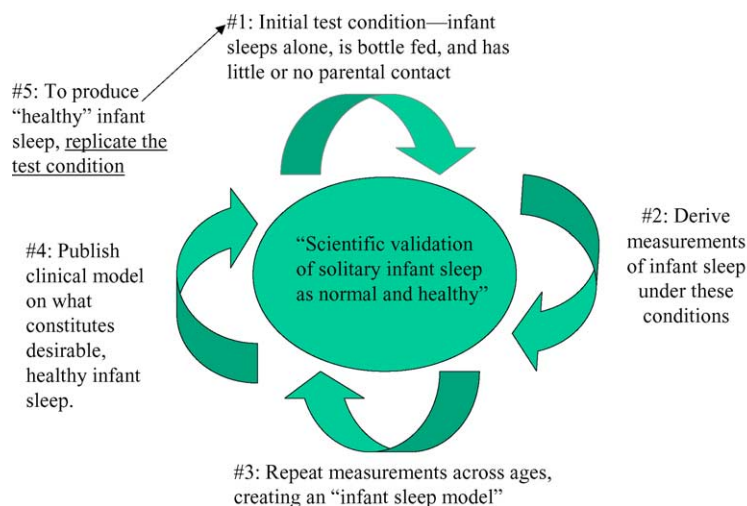 #1: Initial test condition—infant
sleeps alone, is bottle fed, and has
little or no parental contact
#5: To produce
“healthy” infant
sleep, replicate the
test condition
#2: Derive
measurements
of infant sleep
under these
conditions
“Scientific validation
of solitary infant sleep
as normal and healthy”
#4: Publish
clinical model
on what
constitutes
desirable,
healthy infant
sleep.
#3: Repeat measurements across ages,
creating an “infant sleep model”